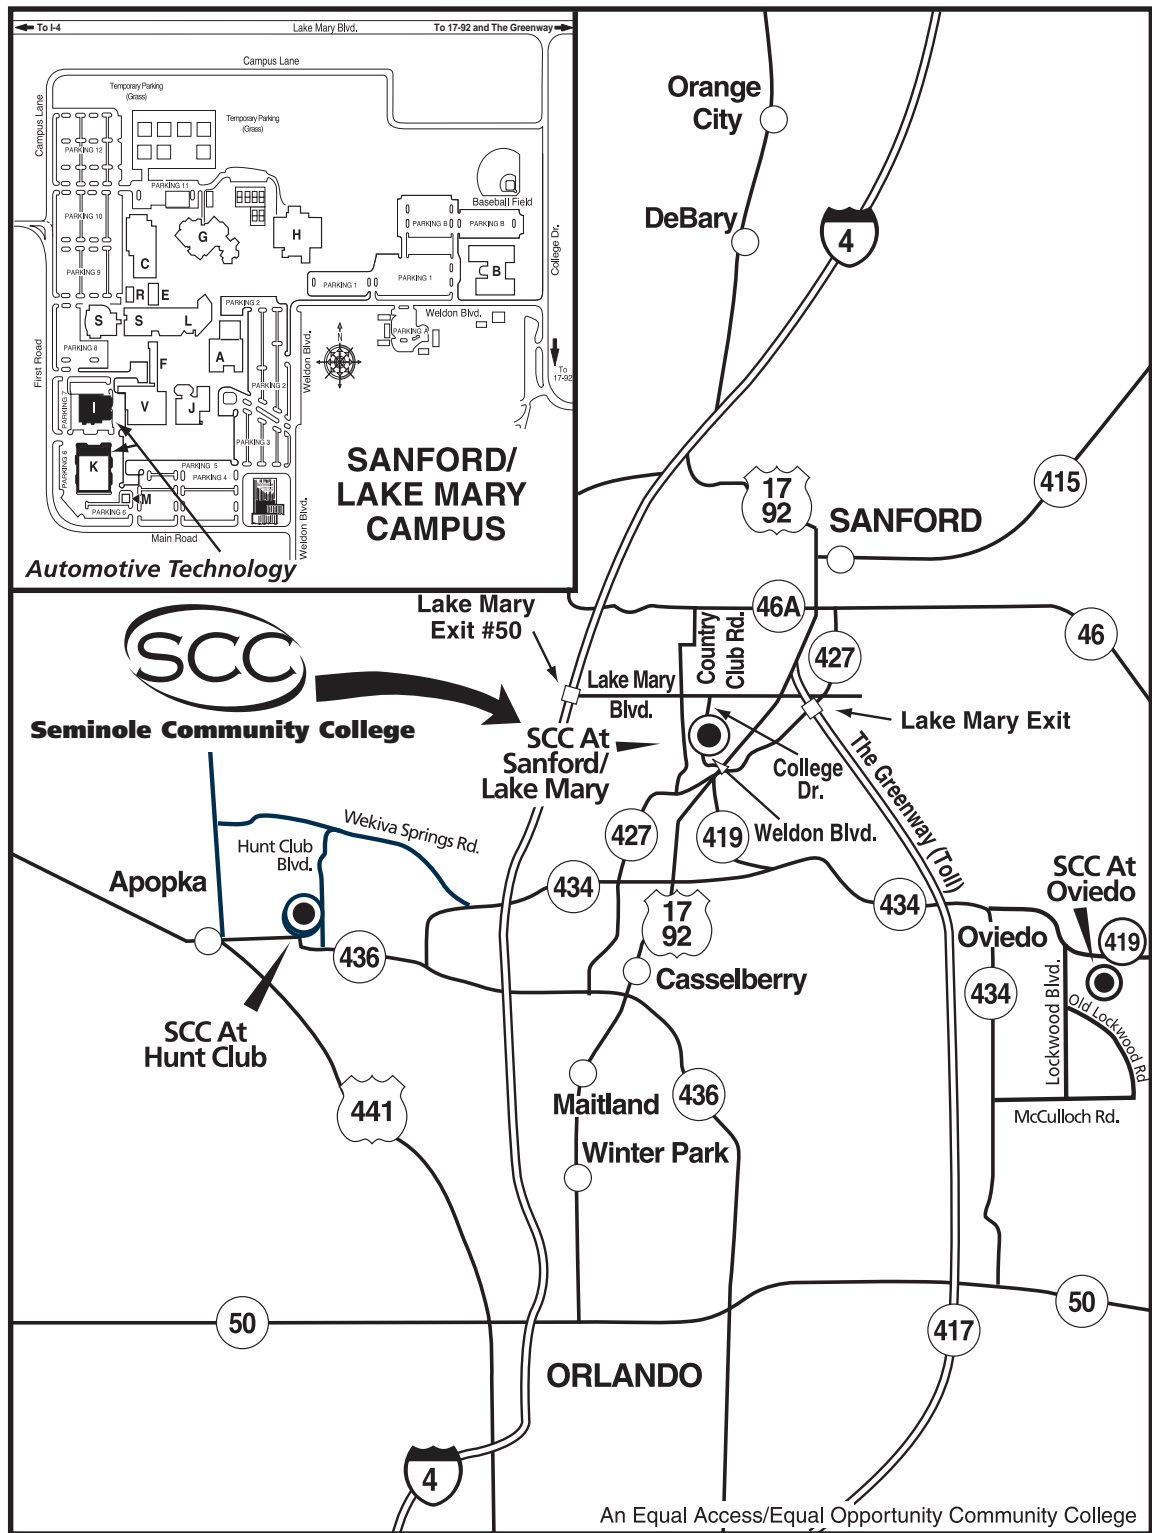 To I-4
Lake Mary Blvd.
To 17-92 and The Greenway
Campus Lane
Temporary Parking
(Grass)
Temporary Parking
(Grass)
Campus Lane
PARKING 12
PARKING 11
Baseball Field
PARKING 10
G
H
PARKING B
PARKING B
College Dr.
C
PARKING 9
B
PARKING 1
PARKING 1
R
E
PARKING 2
Weldon Blvd.
S
S
L
PARKING A
N
First Road
PARKING 8
F
A
Weldon Blvd.
To
17-92
PARKING 2
PARKING 7
I
V
J
PARKING 3
PARKING 6
K
PARKING 5
PARKING 4
M
PARKING 6
Weldon Blvd.
Main Road
SANFORD/
LAKE MARY
CAMPUS
Automotive Technology
Orange
City
DeBary
4
17
92
SANFORD
415
Lake Mary
Exit #50
46A
46
Country
Club Rd.
427
SCC
Seminole Community College
Lake Mary
Blvd.
Lake Mary Exit
SCC At
Sanford/
Lake Mary
College
Dr.
The Greenway (Toll)
427
419
Weldon Blvd.
Wekiva Springs Rd.
Hunt Club
Blvd.
Apopka
434
17
92
434
SCC At
Oviedo
Oviedo
419
436
Casselberry
434
Lockwood Blvd.
Old Lockwood Rd
SCC At
Hunt Club
441
Maitland
436
McCulloch Rd.
Winter Park
50
50
417
ORLANDO
4
An Equal Access/Equal Opportunity Community College